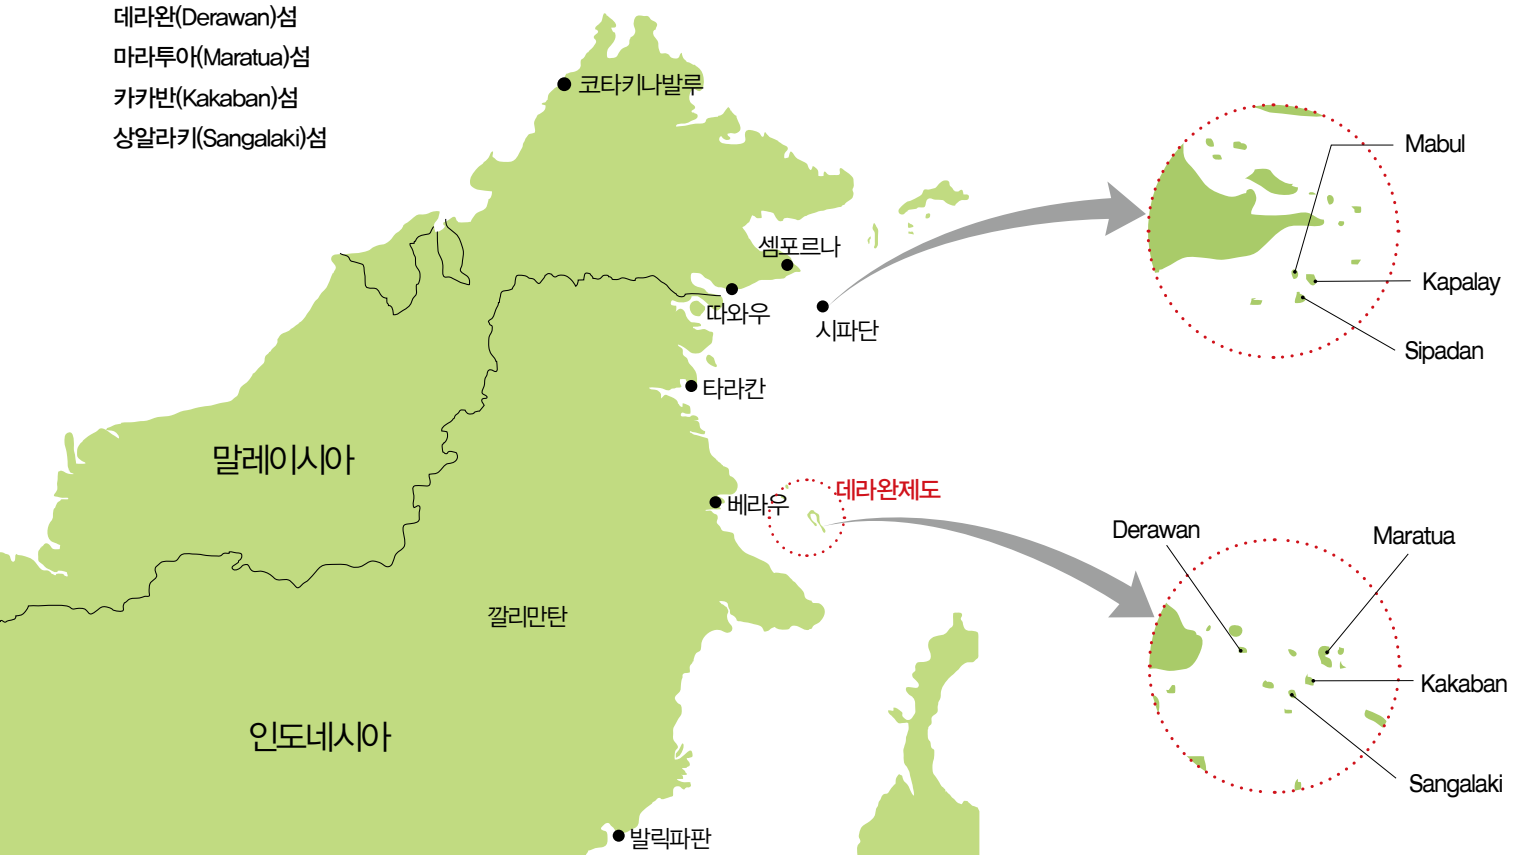 데라완(Derawan)섬
마라투아(Maratua)섬
카카반(Kakaban)섬
상알라키(Sangalaki)섬
코타키나발루
Mabul
셈포르나
Kapalay
따와우
시파단
Sipadan
타라칸
말레이시아
데라완제도
베라우
Derawan
Maratua
깔리만탄
Kakaban
인도네시아
Sangalaki
발릭파판